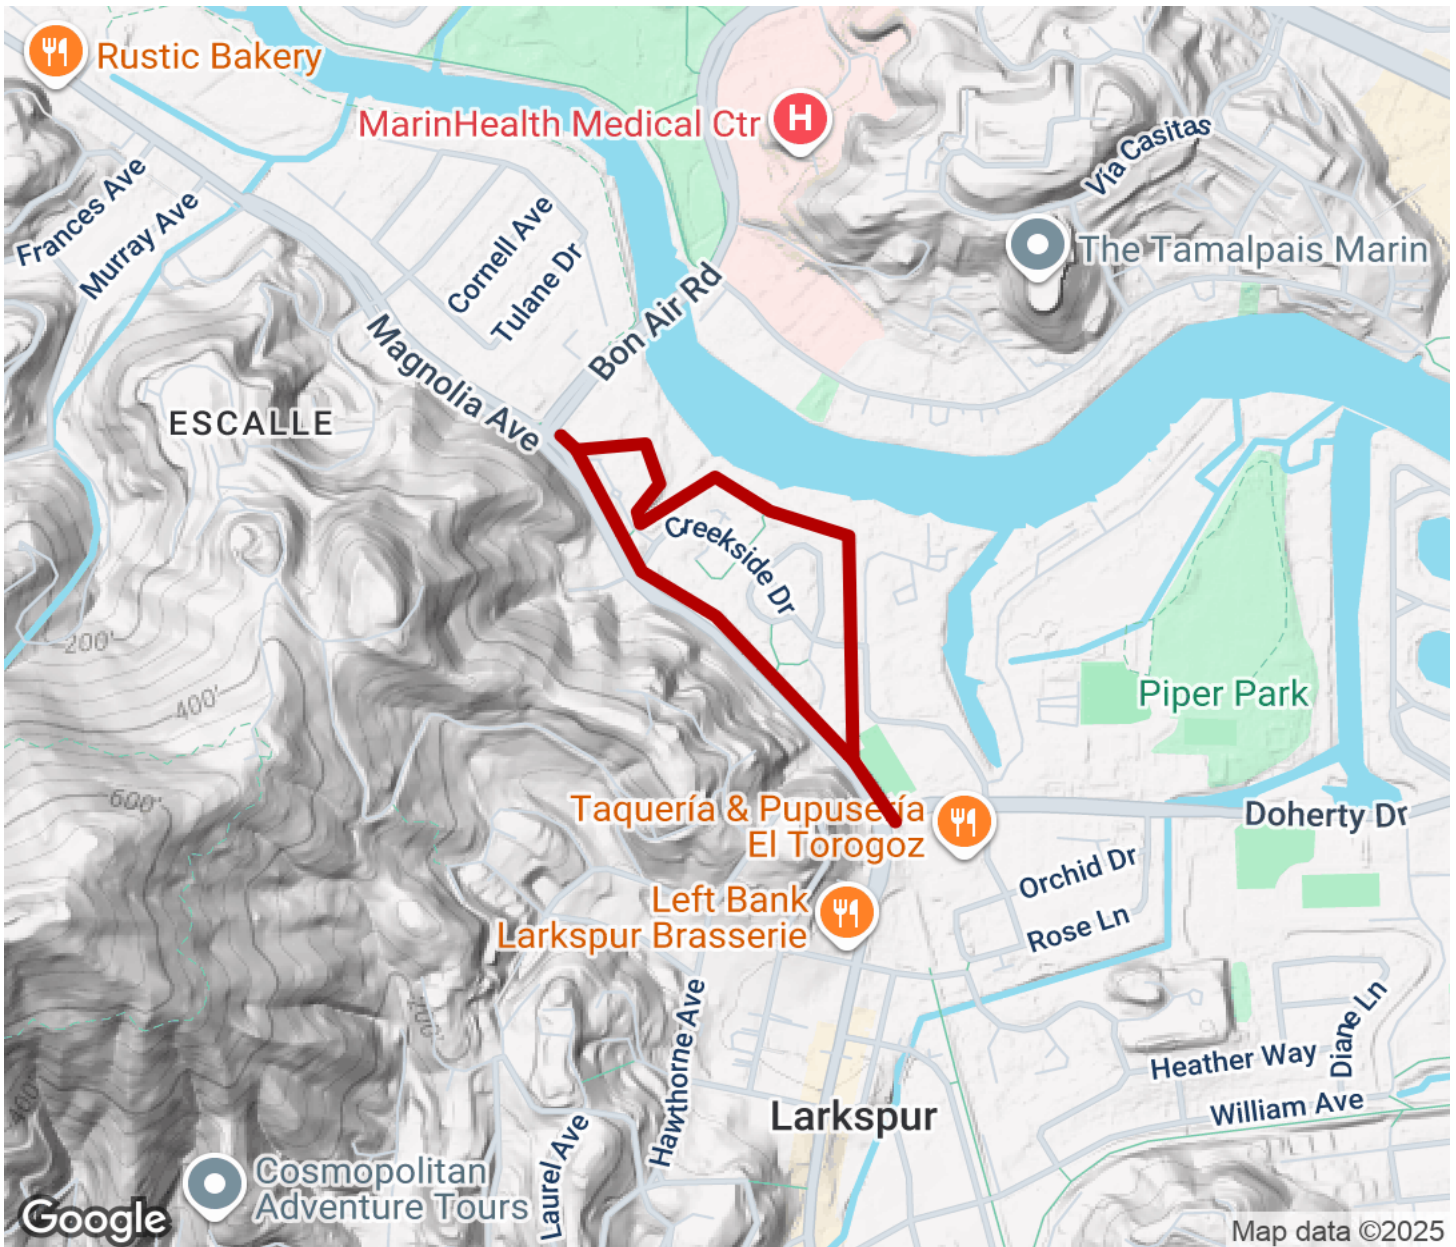 Rustic Bakery
MarinHealth Medical Ctr
H
Via Casitas
Frances Ave
Murray Ave
Cornell Ave
Tulane Dr
The Tamalpais Marin
Bon Air Rd
Magnolia Ave
ESCALLE
Creekside Dr
200'
400'
Piper Park
600'
Taquería & Pupusería
El Torogoz
Doherty Dr
Orchid Dr
Left Bank
Larkspur Brasserie
Rose Ln
Hawthorne Ave
Diane Ln
Heather Way
400'
William Ave
Larkspur
Laurel Ave
Cosmopolitan
Adventure Tours
Google
Map data ©2025